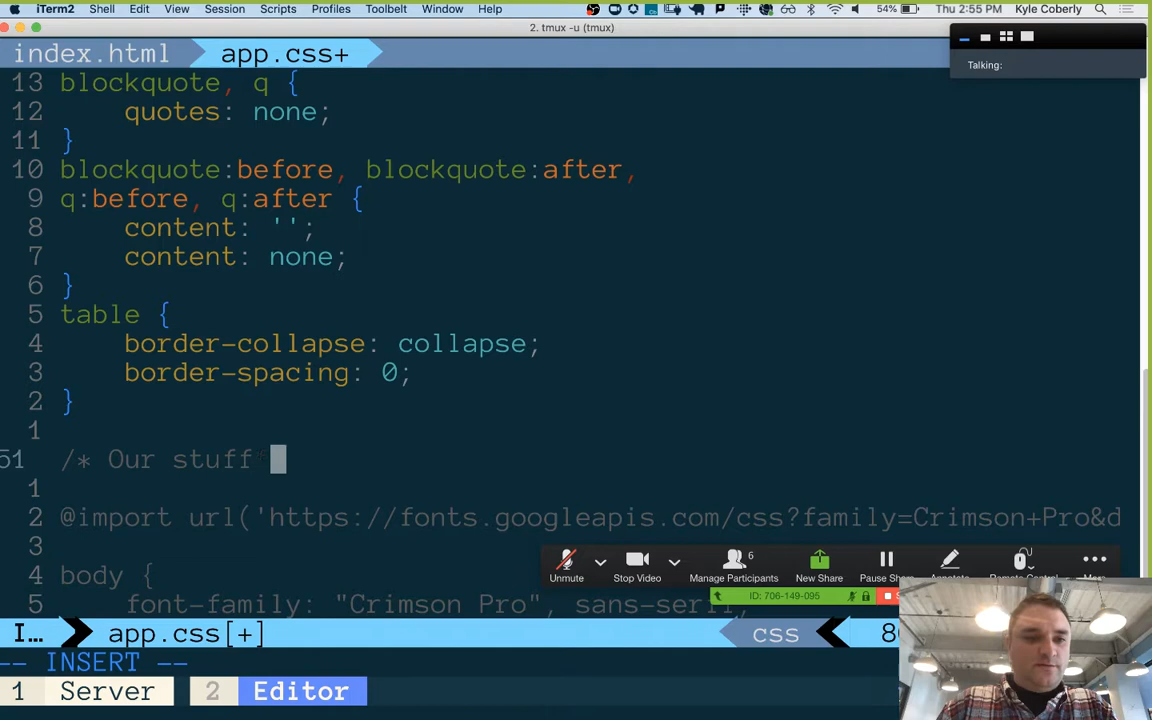 iTerm2 Shell Edit View Session Scripts Profiles Toolbelt Window Help 54% Thu 2:55 PM Kyle Coberly
2. tmux -u (tmux)
index.html app.css+
Talking:
13 blockquote, q {
12 quotes: none;
11 }
10 blockquote:before, blockquote:after,
9 q:before, q:after {
8 content: '';
7 content: none;
6 }
5 table {
4 border-collapse: collapse;
3 border-spacing: 0;
2 }
1
51 /* Our stuff
1
2 @import url('https://fonts.googleapis.com/css?family=Crimson+Pro&d
3
4 body {
5 font-family: "Crimson Pro", sans-serif;
6
Unmute Stop Video Manage Participants New Share Pause
ID: 706-149-095
I... app.css[+] css
-- INSERT --
1 Server 2 Editor